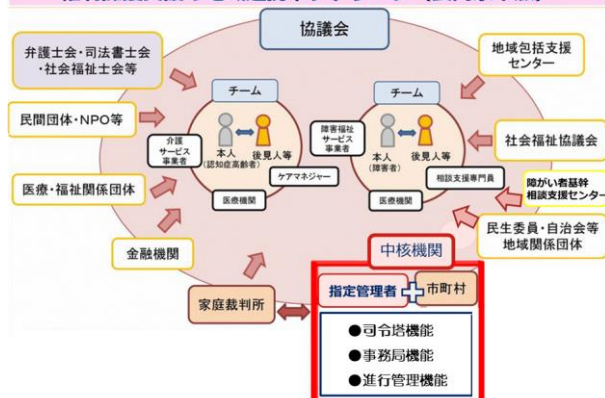 協議会
弁護士会・司法書士会
・社会福祉士会等
民間団体・NPO等
医療・福祉関係団体
金融機関
家庭裁判所
チーム
介護
サービス
事業者
本人
(認知症高齢者)
後見人等
ケアマネジャー
医療機関
チーム
障害福祉
サービス
事業者
本人
(障害者)
後見人等
相談支援専門員
医療機関
地域包括支援
センター
社会福祉協議会
障がい者基幹
相談支援センター
民生委員・自治会等
地域関係団体
中核機関
指定管理者
市町村
●司令塔機能
●事務局機能
●進行管理機能